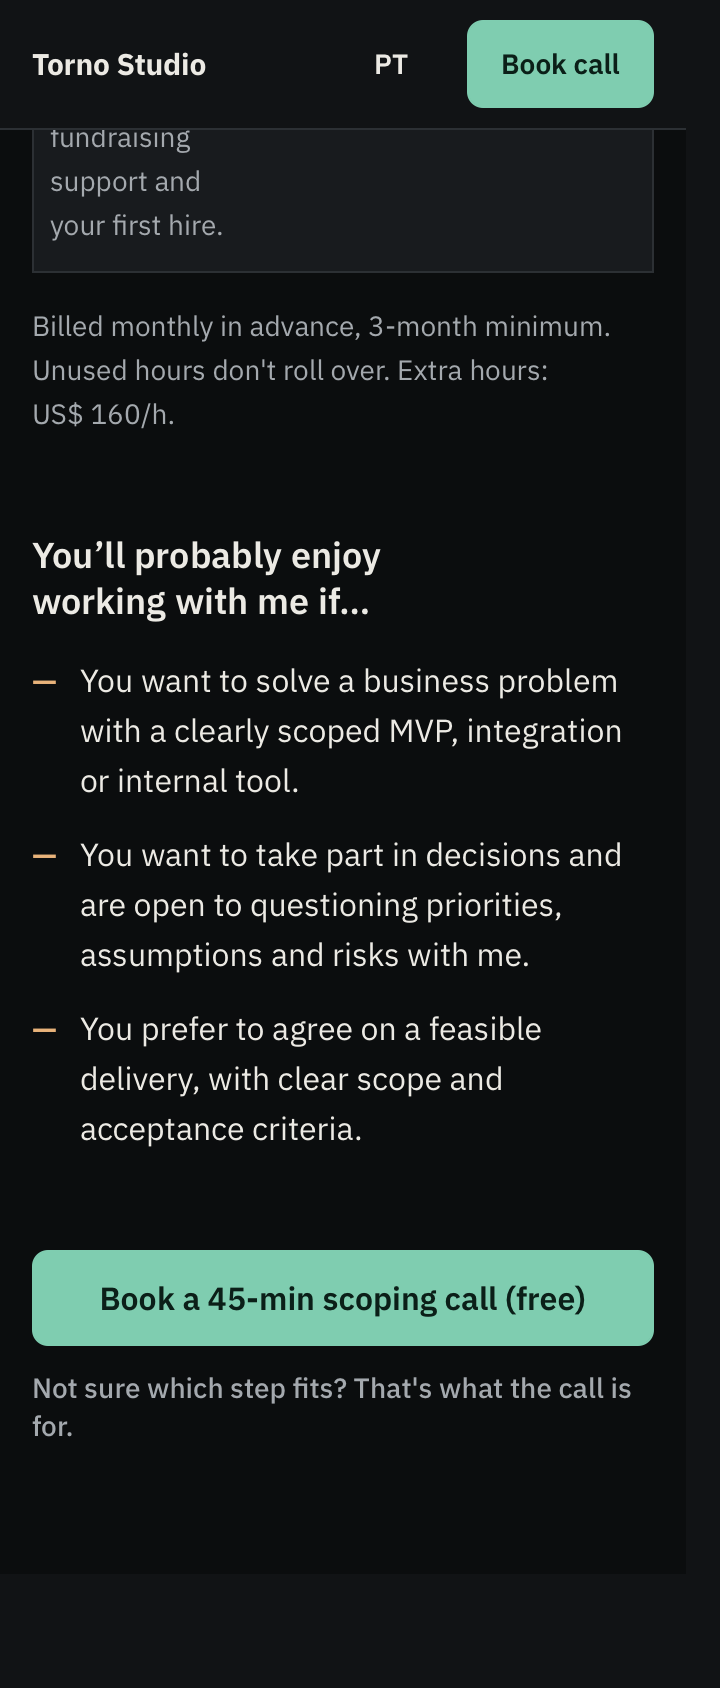 Torno Studio
PT
Book call
fundraising
support and
your first hire.
Billed monthly in advance, 3-month minimum.
Unused hours don't roll over. Extra hours:
US$ 160/h.
You’ll probably enjoy
working with me if…
— You want to solve a business problem
with a clearly scoped MVP, integration
or internal tool.
— You want to take part in decisions and
are open to questioning priorities,
assumptions and risks with me.
— You prefer to agree on a feasible
delivery, with clear scope and
acceptance criteria.
Book a 45-min scoping call (free)
Not sure which step fits? That's what the call is
for.